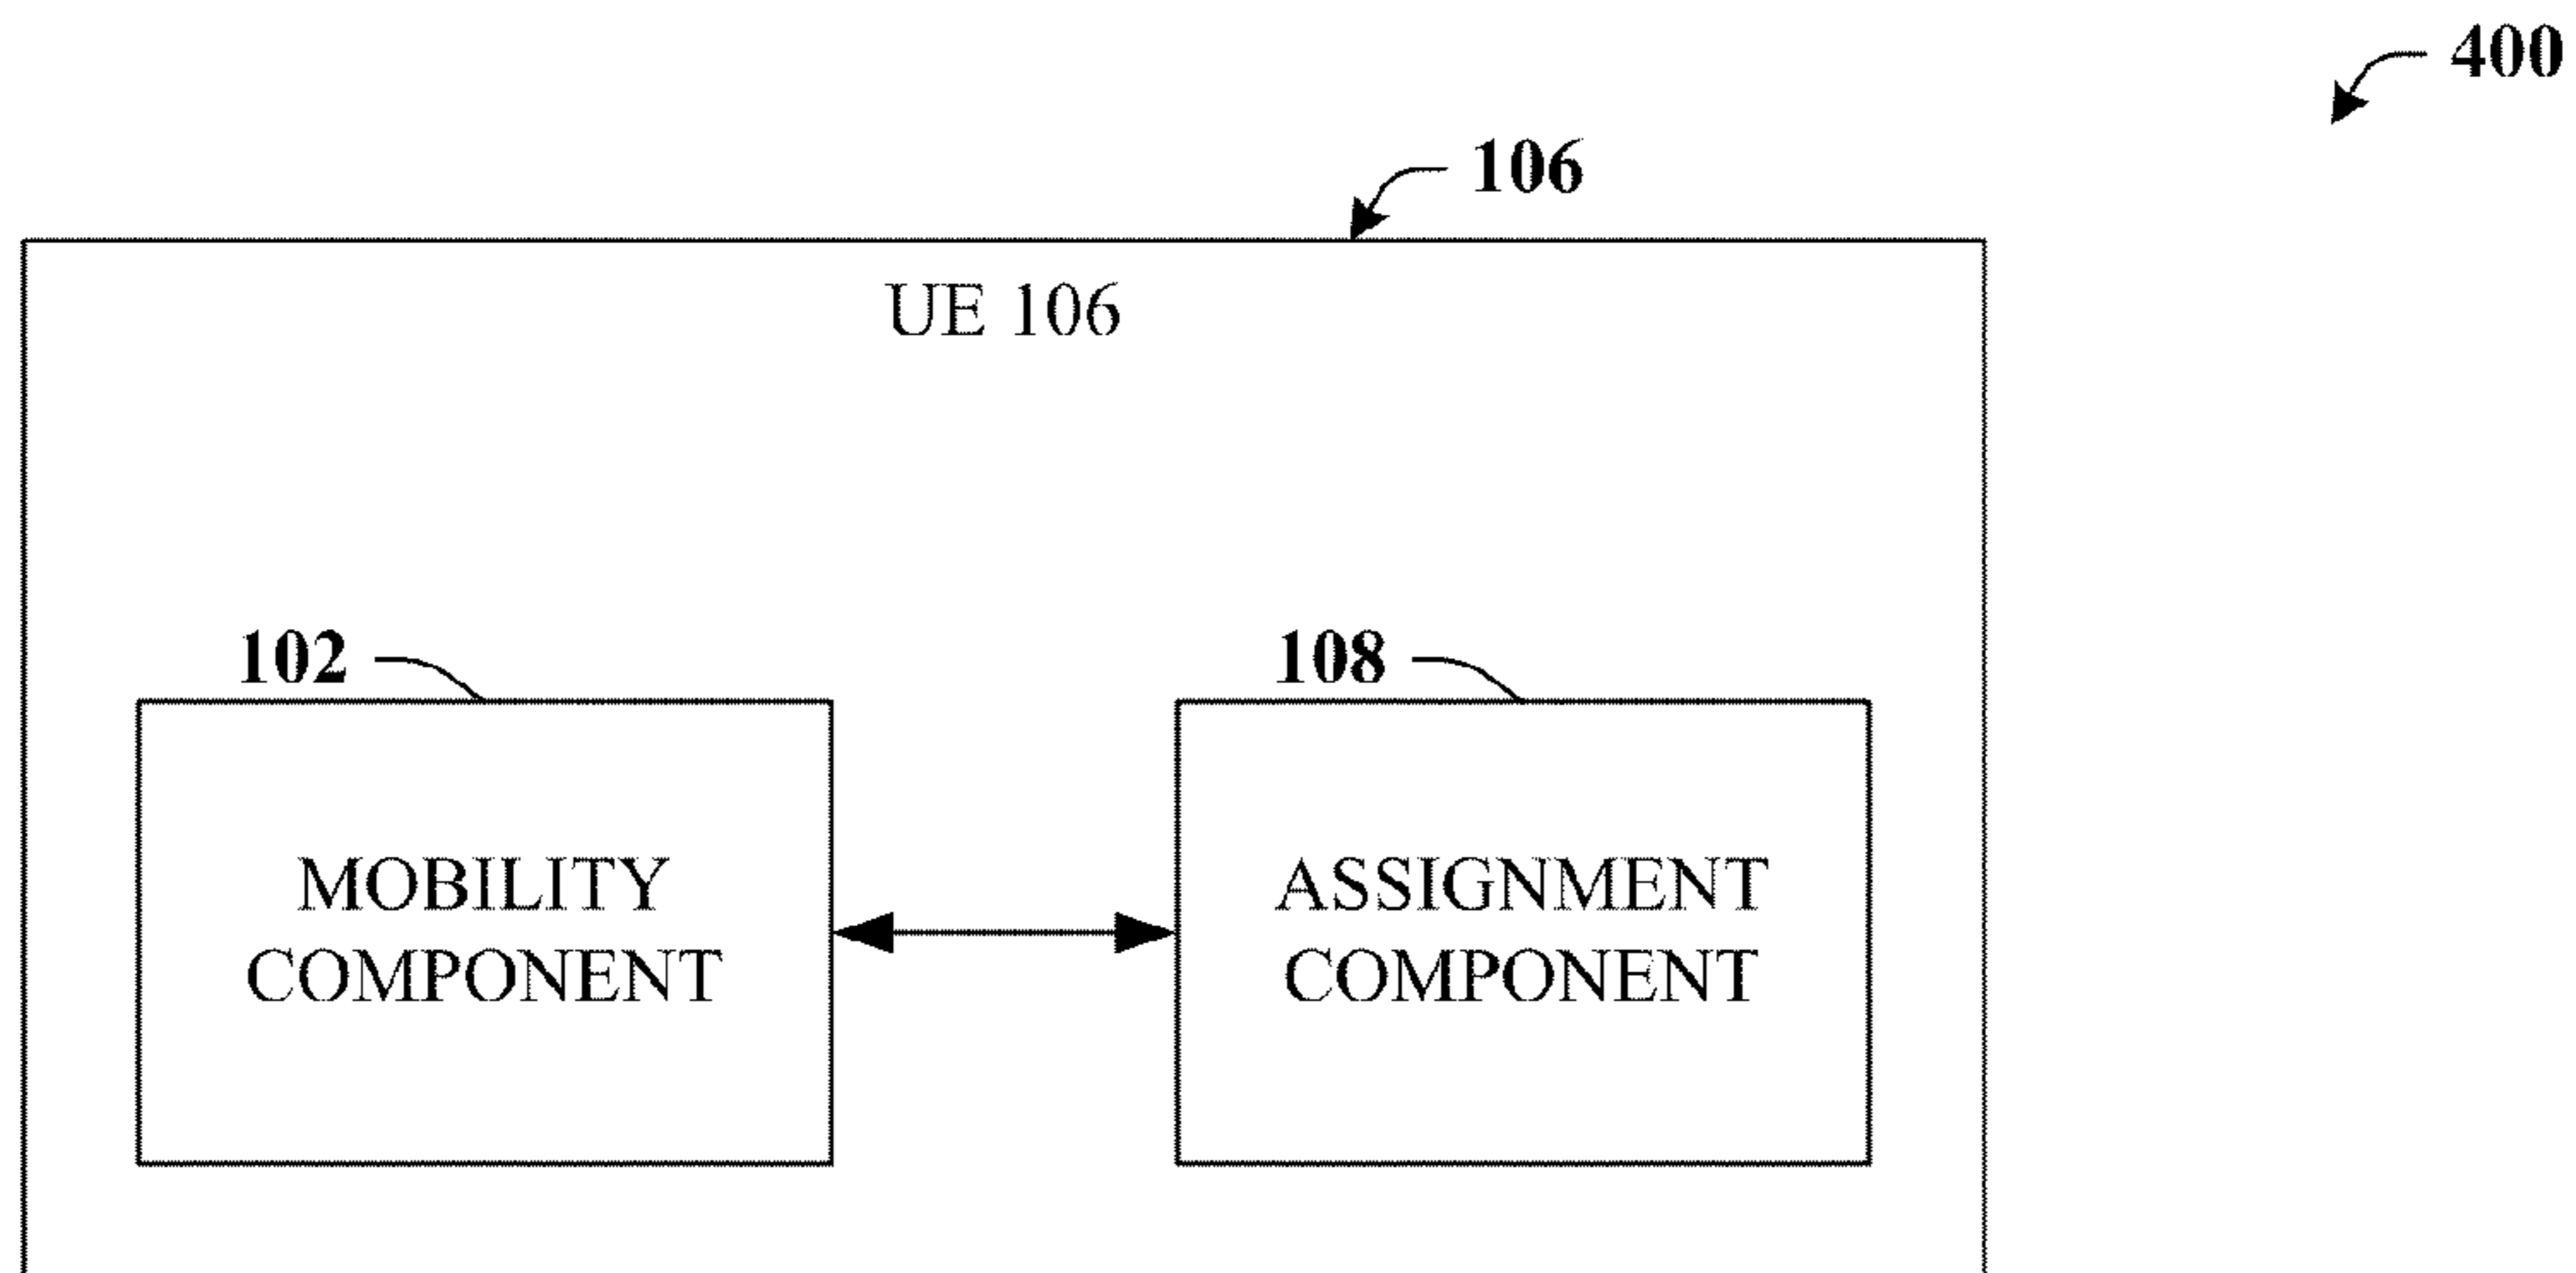 400
106
UE 106
102
108
MOBILITY
COMPONENT
ASSIGNMENT
COMPONENT